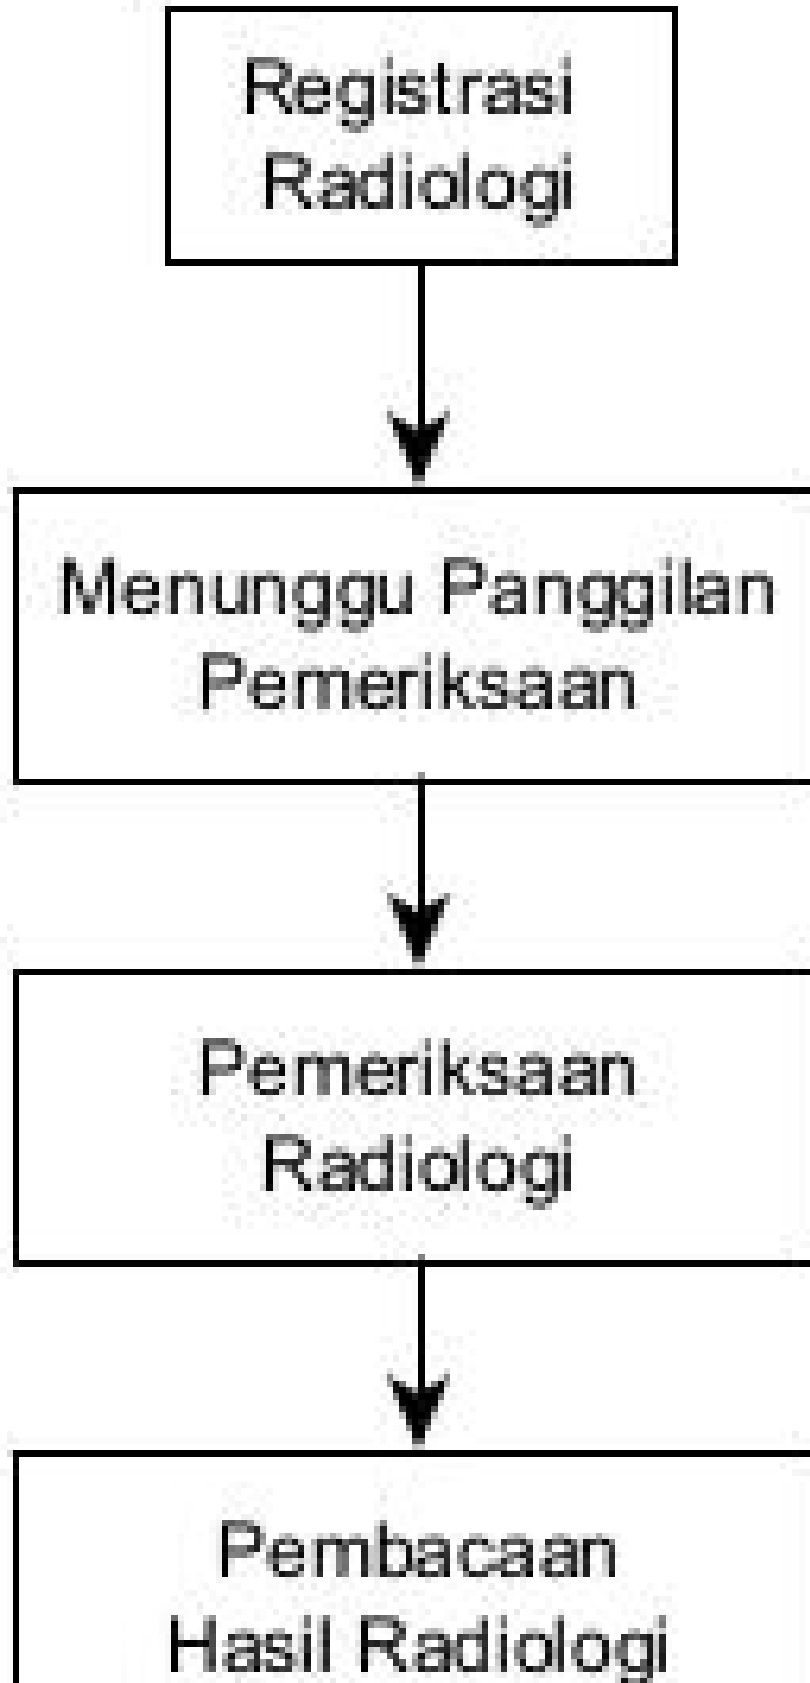 Registrasi
Radiologi
Menunggu Panggilan
Pemeriksaan
Pemeriksaan
Radiologi
Pembacaan
Hasil Radiologi